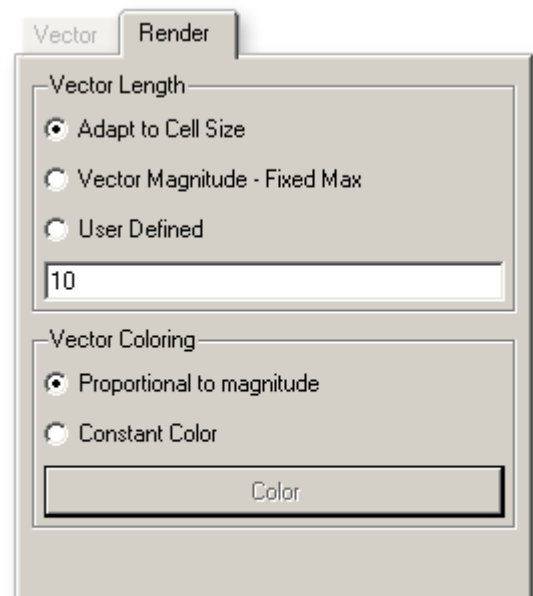 Vector Render
Vector Length
Adapt to Cell Size
Vector Magnitude - Fixed Max
User Defined
10
Vector Coloring
Proportional to magnitude
Constant Color
Color